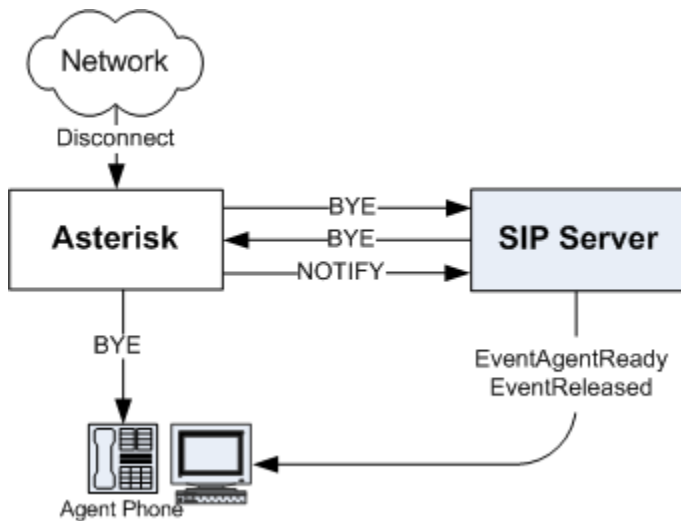 Network
Disconnect
Asterisk
BYE
BYE
NOTIFY
SIP Server
BYE
EventAgentReady
EventReleased
Agent Phone